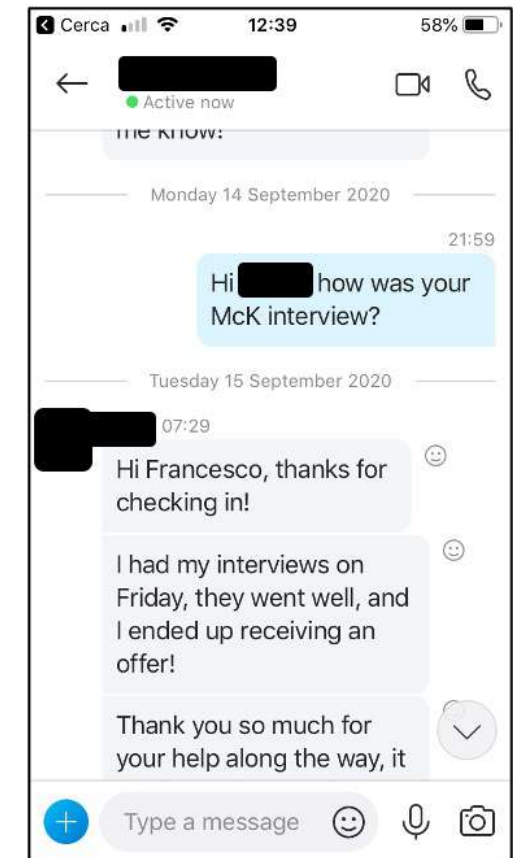 Cerca 12:39 58%
Active now
me know!
Monday 14 September 2020
21:59
Hi how was your
McK interview?
Tuesday 15 September 2020
07:29
Hi Francesco, thanks for
checking in!
I had my interviews on
Friday, they went well, and
I ended up receiving an
offer!
Thank you so much for
your help along the way, it
Type a message